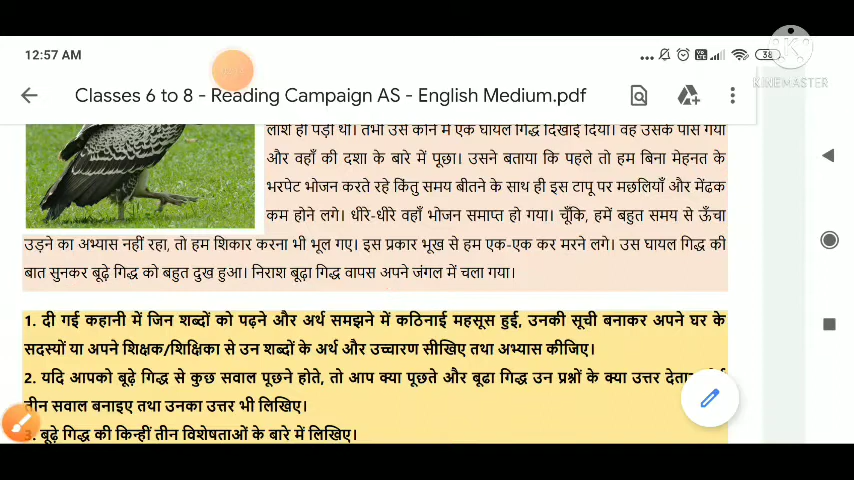 12:57 AM
38
KINEMASTER
Classes 6 to 8 - Reading Campaign AS - English Medium.pdf
लाशें ही पड़ी थीं। तभी उसे कोने में एक घायल गिद्ध दिखाई दिया। वह उसके पास गया
और वहाँ की दशा के बारे में पूछा। उसने बताया कि पहले तो हम बिना मेहनत के
भरपेट भोजन करते रहे किंतु समय बीतने के साथ ही इस टापू पर मछलियाँ और मेंढक
कम होने लगे। धीरे-धीरे वहाँ भोजन समाप्त हो गया। चूँकि, हमें बहुत समय से ऊँचा
उड़ने का अभ्यास नहीं रहा, तो हम शिकार करना भी भूल गए। इस प्रकार भूख से हम एक-एक कर मरने लगे। उस घायल गिद्ध की
बात सुनकर बूढ़े गिद्ध को बहुत दुख हुआ। निराश बूढ़ा गिद्ध वापस अपने जंगल में चला गया।
1. दी गई कहानी में जिन शब्दों को पढ़ने और अर्थ समझने में कठिनाई महसूस हुई, उनकी सूची बनाकर अपने घर के
सदस्यों या अपने शिक्षक/शिक्षिका से उन शब्दों के अर्थ और उच्चारण सीखिए तथा अभ्यास कीजिए।
2. यदि आपको बूढ़े गिद्ध से कुछ सवाल पूछने होते, तो आप क्या पूछते और बूढा गिद्ध उन प्रश्नों के क्या उत्तर देता
तीन सवाल बनाइए तथा उनका उत्तर भी लिखिए।
3. बूढ़े गिद्ध की किन्हीं तीन विशेषताओं के बारे में लिखिए।